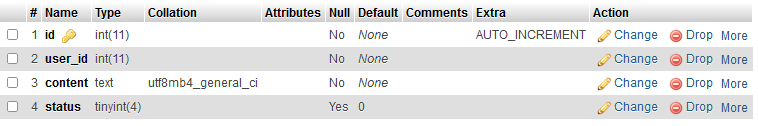 # Name Type Collation Attributes Null Default Comments Extra Action
1 id int(11) No None AUTO_INCREMENT Change Drop More
2 user_id int(11) No None Change Drop More
3 content text utf8mb4_general_ci No None Change Drop More
4 status tinyint(4) Yes 0 Change Drop More